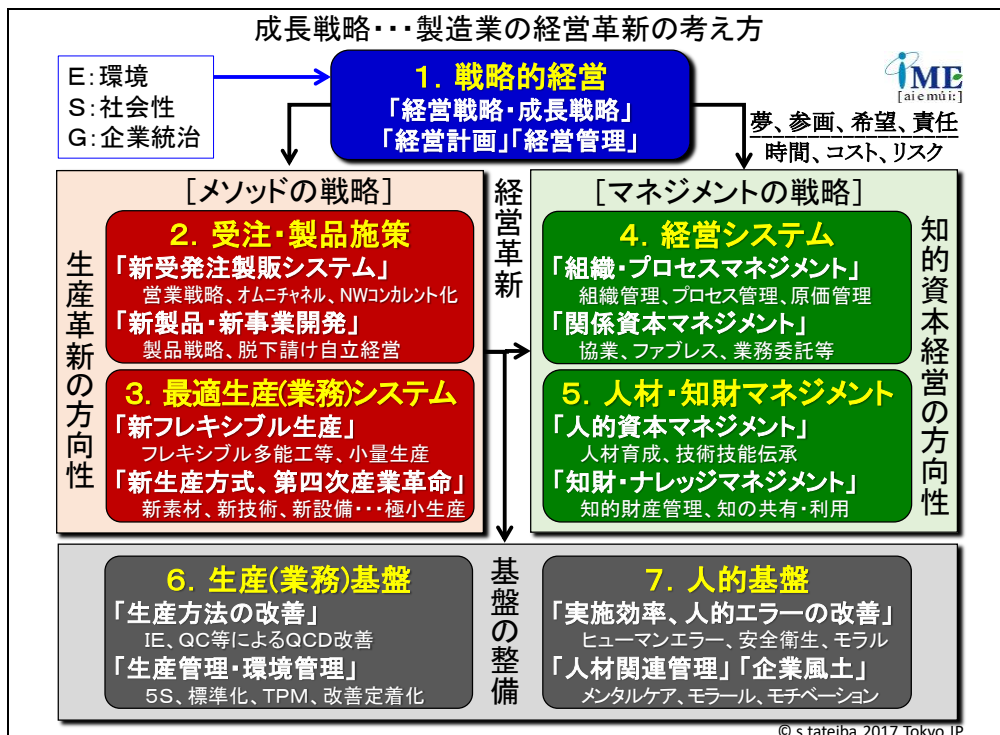 成長戦略･･･製造業の経営革新の考え方
E:環境
S:社会性
G:企業統治
1．戦略的経営
「経営戦略・成長戦略」
「経営計画」「経営管理」
iME
[aiemúiː]
夢、参画、希望、責任
時間、コスト、リスク
[メソッドの戦略]
生産革新の方向性
2．受注・製品施策
「新受発注製販システム」
営業戦略、オムニチャネル、NWコンカレント化
「新製品・新事業開発」
製品戦略、脱下請け自立経営
3．最適生産(業務)システム
「新フレキシブル生産」
フレキシブル多能工等、小量生産
「新生産方式、第四次産業革命」
新素材、新技術、新設備･･･極小生産
経営革新
[マネジメントの戦略]
4．経営システム
「組織・プロセスマネジメント」
組織管理、プロセス管理、原価管理
「関係資本マネジメント」
協業、ファブレス、業務委託等
5．人材・知財マネジメント
「人的資本マネジメント」
人材育成、技術技能伝承
「知財・ナレッジマネジメント」
知的財産管理、知の共有・利用
知的資本経営の方向性
6．生産(業務)基盤
「生産方法の改善」
IE、QC等によるQCD改善
「生産管理・環境管理」
5S、標準化、TPM、改善定着化
基盤の整備
7．人的基盤
「実施効率、人的エラーの改善」
ヒューマンエラー、安全衛生、モラル
「人材関連管理」「企業風土」
メンタルケア、モラール、モチベーション
© s.tateiba 2017 Tokyo JP